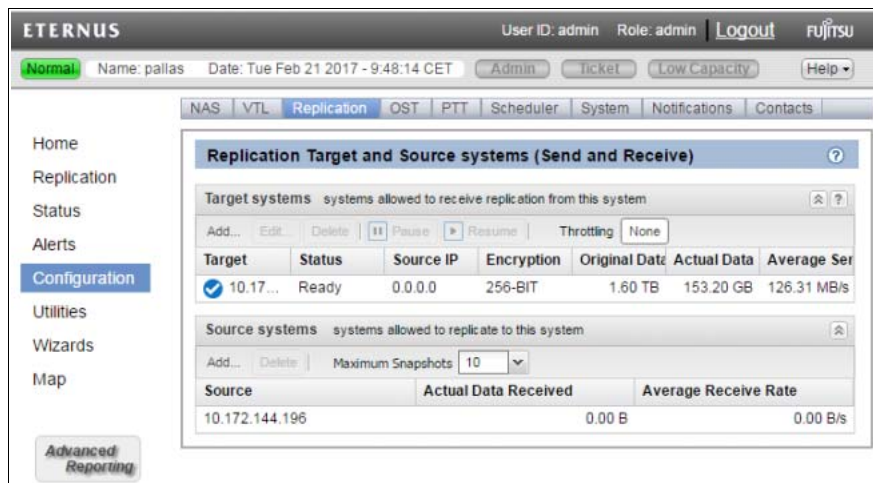 ETERNUS
User ID: admin Role: admin Logout FUJITSU
Normal Name: pallas Date: Tue Feb 21 2017 - 9:48:14 CET Admin Ticket Low Capacity Help
NAS VTL Replication OST PTT Scheduler System Notifications Contacts
Home
Replication
Status
Alerts
Configuration
Utilities
Wizards
Map
Advanced
Reporting
Replication Target and Source systems (Send and Receive) ?
Target systems systems allowed to receive replication from this system ?
Add... Edit... Delete Pause Resume Throttling None
Target Status Source IP Encryption Original Data Actual Data Average Ser
10.17... Ready 0.0.0.0 256-BIT 1.60 TB 153.20 GB 126.31 MB/s
Source systems systems allowed to replicate to this system
Add... Delete Maximum Snapshots 10
Source Actual Data Received Average Receive Rate
10.172.144.196 0.00 B 0.00 B/s